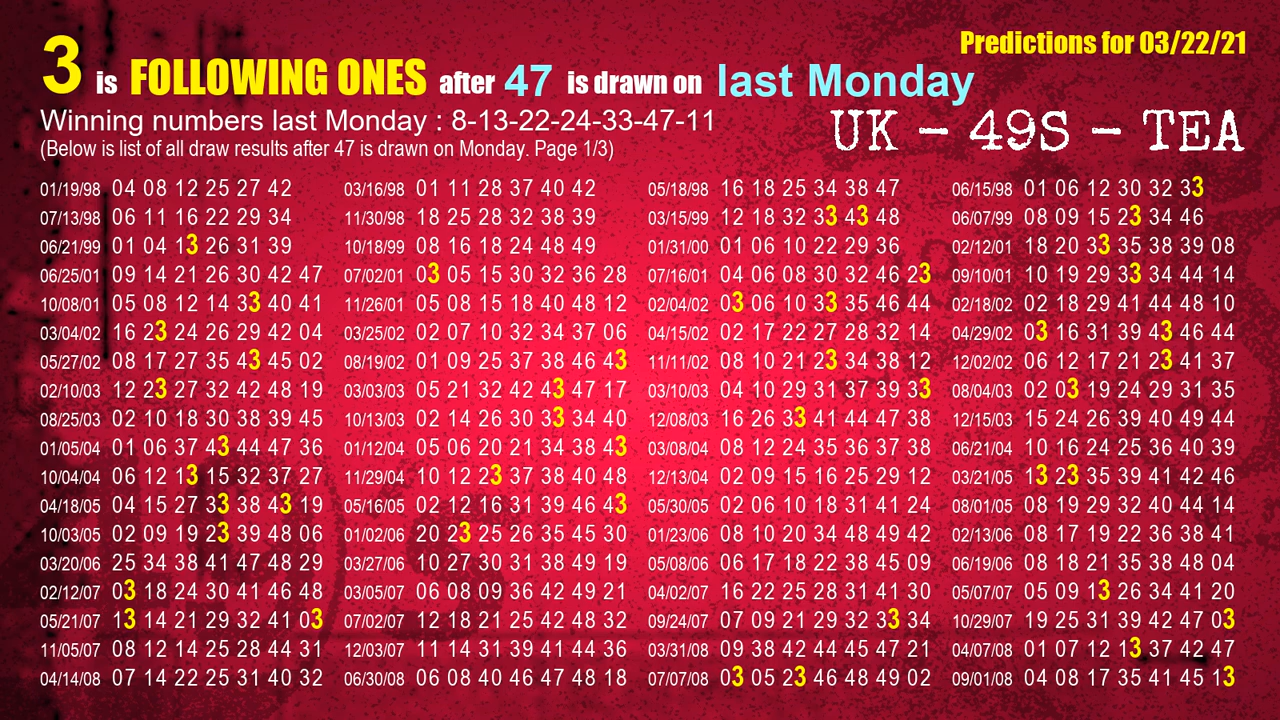 Predictions for 03/22/21
3 is FOLLOWING ONES after 47 is drawn on last Monday
Winning numbers last Monday : 8-13-22-24-33-47-11
UK - 49S - TEA
(Below is list of all draw results after 47 is drawn on Monday. Page 1/3)
01/19/98 04 08 12 25 27 42 03/16/98 01 11 28 37 40 42 05/18/98 16 18 25 34 38 47 06/15/98 01 06 12 30 32 33
07/13/98 06 11 16 22 29 34 11/30/98 18 25 28 32 38 39 03/15/99 12 18 32 33 43 48 06/07/99 08 09 15 23 34 46
06/21/99 01 04 13 26 31 39 10/18/99 08 16 18 24 48 49 01/31/00 01 06 10 22 29 36 02/12/01 18 20 33 35 38 39 08
06/25/01 09 14 21 26 30 42 47 07/02/01 03 05 15 30 32 36 28 07/16/01 04 06 08 30 32 46 23 09/10/01 10 19 29 33 34 44 14
10/08/01 05 08 12 14 33 40 41 11/26/01 05 08 15 18 40 48 12 02/04/02 03 06 10 33 35 46 44 02/18/02 02 18 29 41 44 48 10
03/04/02 16 23 24 26 29 42 04 03/25/02 02 07 10 32 34 37 06 04/15/02 02 17 22 27 28 32 14 04/29/02 03 16 31 39 43 46 44
05/27/02 08 17 27 35 43 45 02 08/19/02 01 09 25 37 38 46 43 11/11/02 08 10 21 23 34 38 12 12/02/02 06 12 17 21 23 41 37
02/10/03 12 23 27 32 42 48 19 03/03/03 05 21 32 42 43 47 17 03/10/03 04 10 29 31 37 39 33 08/04/03 02 03 19 24 29 31 35
08/25/03 02 10 18 30 38 39 45 10/13/03 02 14 26 30 33 34 40 12/08/03 16 26 33 41 44 47 38 12/15/03 15 24 26 39 40 49 44
01/05/04 01 06 37 43 44 47 36 01/12/04 05 06 20 21 34 38 43 03/08/04 08 12 24 35 36 37 38 06/21/04 10 16 24 25 36 40 39
10/04/04 06 12 13 15 32 37 27 11/29/04 10 12 23 37 38 40 48 12/13/04 02 09 15 16 25 29 12 03/21/05 13 23 35 39 41 42 46
04/18/05 04 15 27 33 38 43 19 05/16/05 02 12 16 31 39 46 43 05/30/05 02 06 10 18 31 41 24 08/01/05 08 19 29 32 40 44 14
10/03/05 02 09 19 23 39 48 06 01/02/06 20 23 25 26 35 45 30 01/23/06 08 10 20 34 48 49 42 02/13/06 08 17 19 22 36 38 41
03/20/06 25 34 38 41 47 48 29 03/27/06 10 27 30 31 38 49 19 05/08/06 06 17 18 22 38 45 09 06/19/06 08 18 21 35 38 48 04
02/12/07 03 18 24 30 41 46 48 03/05/07 06 08 09 36 42 49 21 04/02/07 16 22 25 28 31 41 30 05/07/07 05 09 13 26 34 41 20
05/21/07 13 14 21 29 32 41 03 07/02/07 12 18 21 25 42 48 32 09/24/07 07 09 21 29 32 33 34 10/29/07 19 25 31 39 42 47 03
11/05/07 08 12 14 25 28 44 31 12/03/07 11 14 31 39 41 44 36 03/31/08 09 38 42 44 45 47 21 04/07/08 01 07 12 13 37 42 47
04/14/08 07 14 22 25 31 40 32 06/30/08 06 08 40 46 47 48 18 07/07/08 03 05 23 46 48 49 02 09/01/08 04 08 17 35 41 45 13